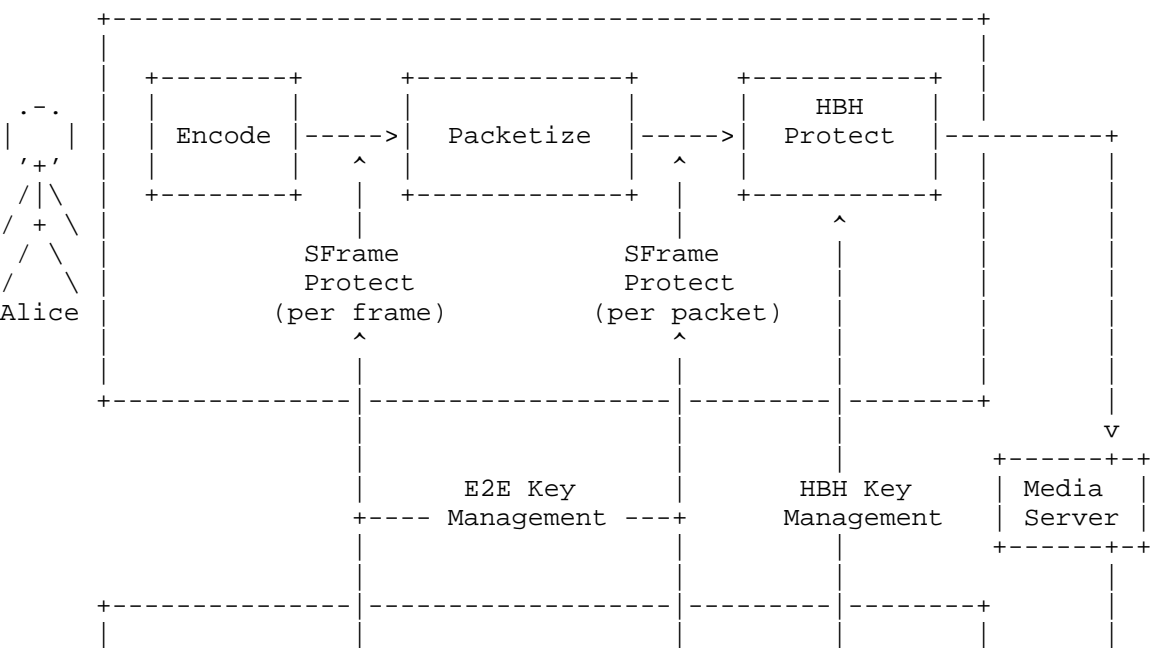 HBH
Encode Packetize Protect
SFrame SFrame
Protect Protect
(per frame) (per packet)
Alice
E2E Key HBH Key Media
Management Management Server